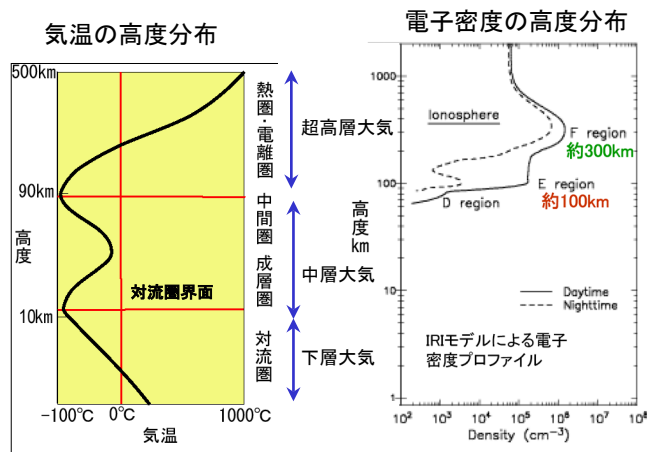 気温の高度分布
500km
90km
高度
10km
対流圏界面
-100℃
0℃
1000℃
気温
熱圏・電離圏
中間圏
成層圏
対流圏
超高層大気
中層大気
下層大気
電子密度の高度分布
1000
100
10
1
高度
km
Ionosphere
F region
約300km
E region
約100km
D region
Daytime
Nighttime
IRIモデルによる電子
密度プロファイル
10² 10³ 10⁴ 10⁵ 10⁶ 10⁷ 10⁸
Density (cm⁻³)